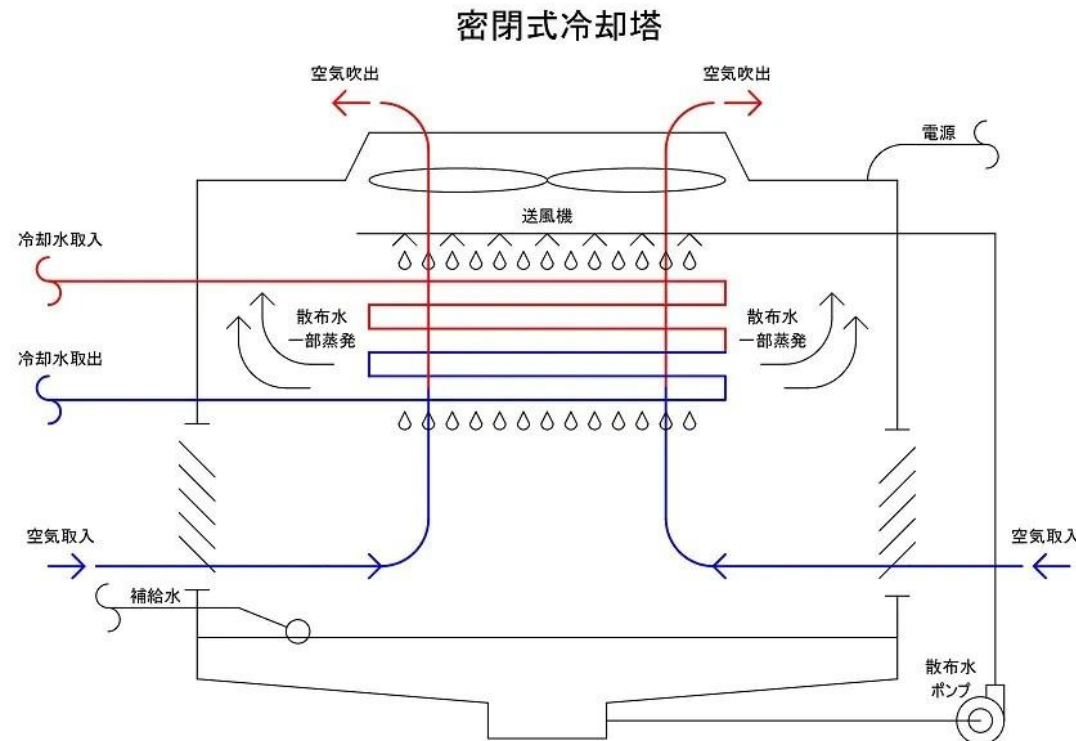 密閉式冷却塔
空気吹出
空気吹出
電源
送風機
冷却水取入
散布水
一部蒸発
散布水
一部蒸発
冷却水取出
空気取入
空気取入
補給水
散布水
ポンプ